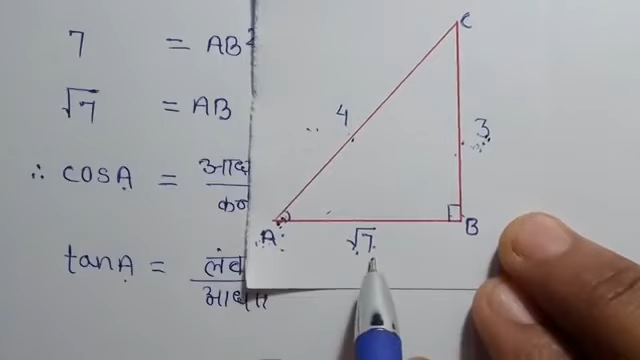 7 = AB²
√7 = AB
∴ cosA =
tanA = लंब
C
4
3
A
B
√7